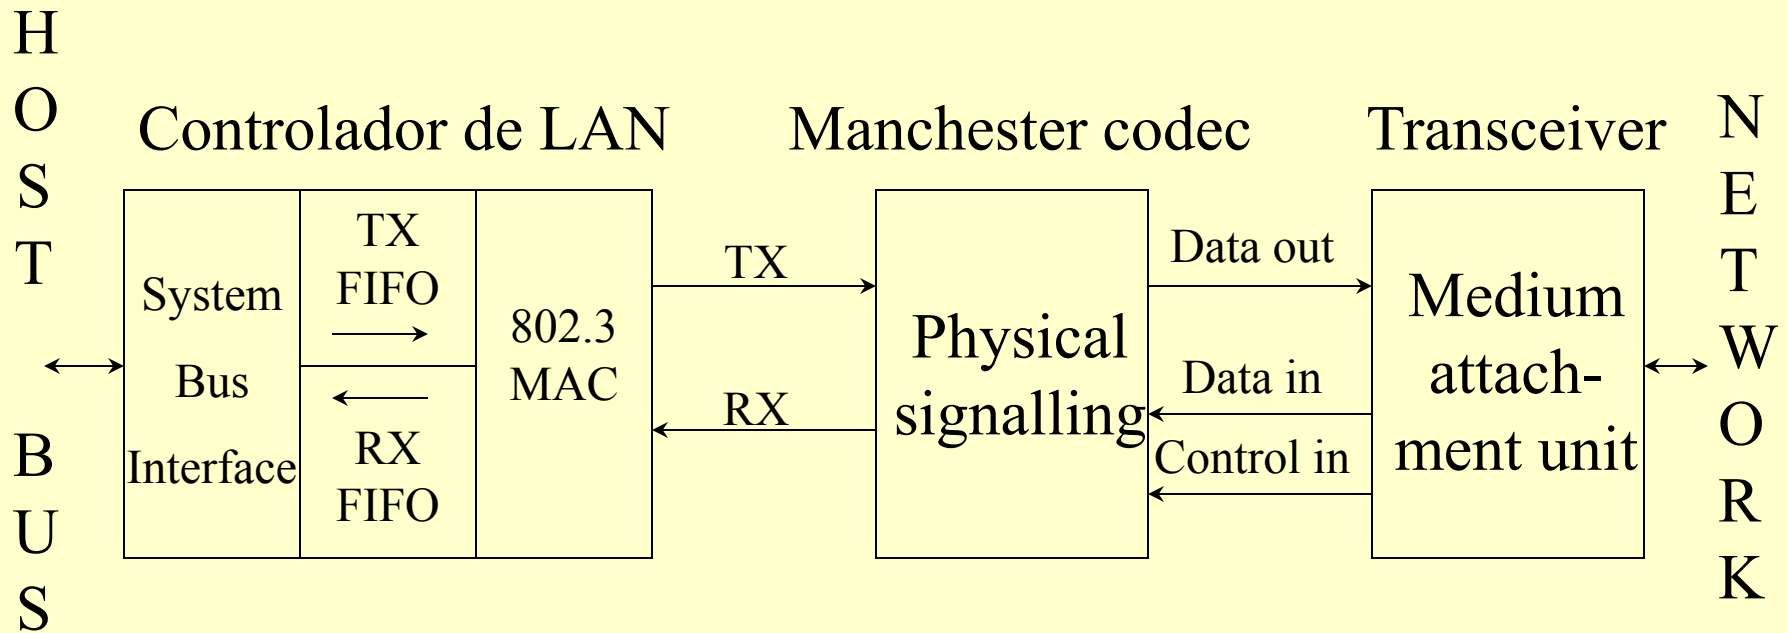 HOST BUS
Controlador de LAN
Manchester codec
Transceiver
NETWORK
System
Bus
Interface
TX
FIFO
RX
FIFO
802.3
MAC
TX
RX
Physical
signalling
Data out
Data in
Control in
Medium
attach-
ment unit